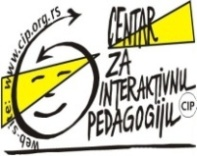 web-site: www.cip.org.rs
CENTAR
ZA
INTERAKTIVNU
PEDAGOGIJU
CIP